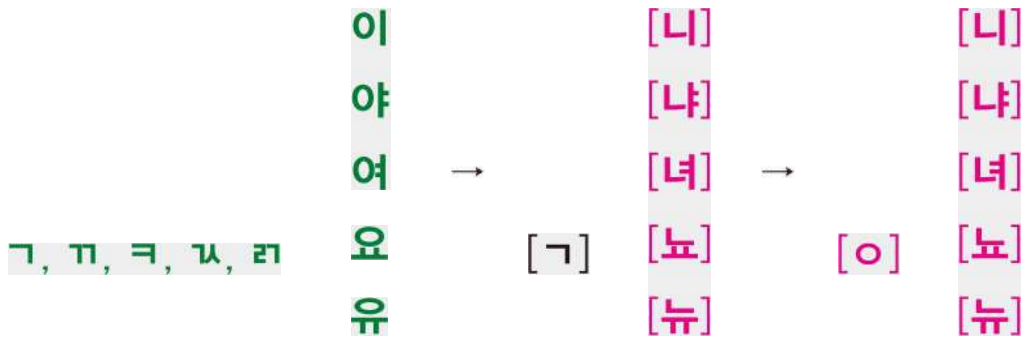 이 [니] [니]
야 [냐] [냐]
여 → [녀] → [녀]
ㄱ, ㄲ, ㅋ, ㄳ, ㄺ 요 [ㄱ] [뇨] [ㅇ] [뇨]
유 [뉴] [뉴]